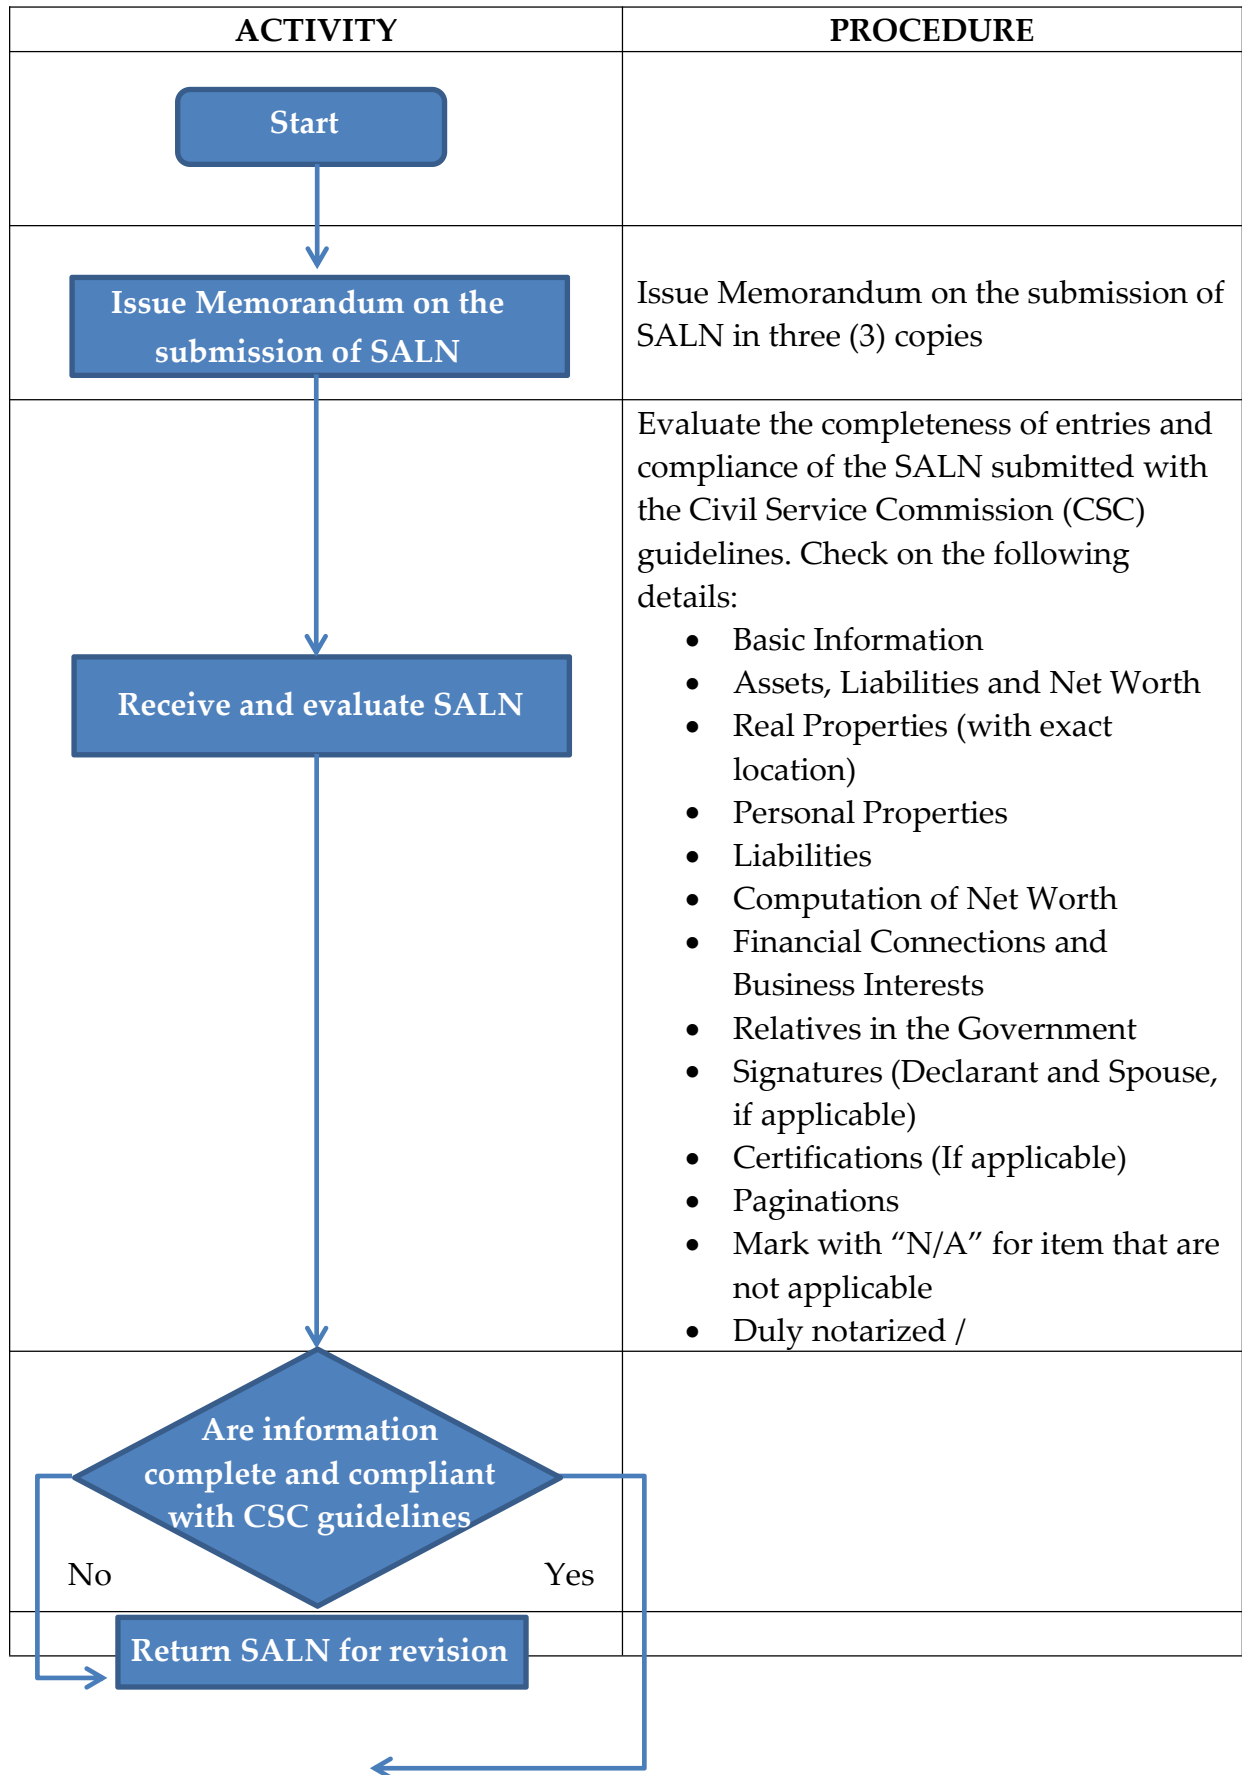 ACTIVITY
PROCEDURE
Start
Issue Memorandum on the
submission of SALN
Issue Memorandum on the submission of
SALN in three (3) copies
Receive and evaluate SALN
Evaluate the completeness of entries and
compliance of the SALN submitted with
the Civil Service Commission (CSC)
guidelines. Check on the following
details:
• Basic Information
• Assets, Liabilities and Net Worth
• Real Properties (with exact
location)
• Personal Properties
• Liabilities
• Computation of Net Worth
• Financial Connections and
Business Interests
• Relatives in the Government
• Signatures (Declarant and Spouse,
if applicable)
• Certifications (If applicable)
• Paginations
• Mark with “N/A” for item that are
not applicable
• Duly notarized /
Are information
complete and compliant
with CSC guidelines
No
Yes
Return SALN for revision